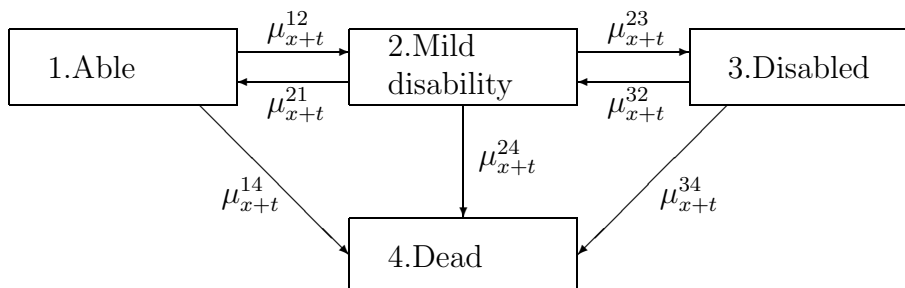 μ^{12}_{x+t}
μ^{23}_{x+t}
1.Able
2.Mild
disability
3.Disabled
μ^{21}_{x+t}
μ^{32}_{x+t}
μ^{14}_{x+t}
μ^{24}_{x+t}
μ^{34}_{x+t}
4.Dead